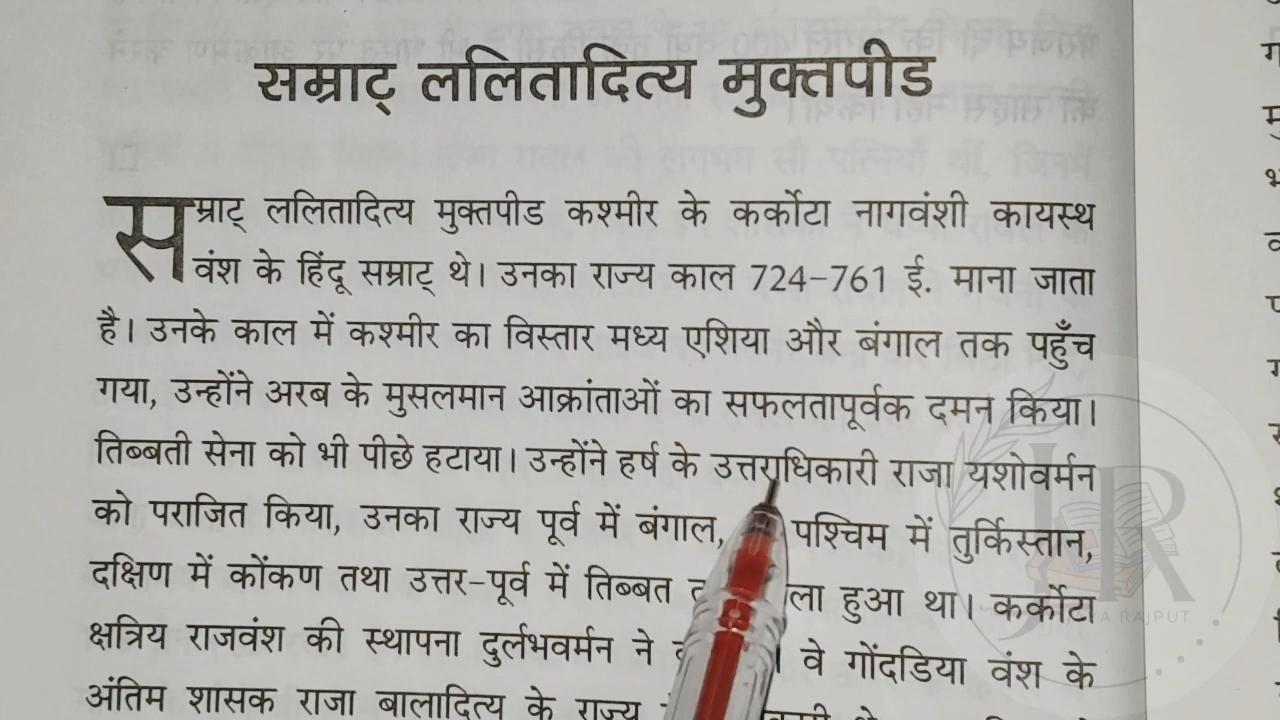 सम्राट् ललितादित्य मुक्तपीड
सम्राट् ललितादित्य मुक्तपीड कश्मीर के कर्कोटा नागवंशी कायस्थ
वंश के हिंदू सम्राट् थे। उनका राज्य काल 724-761 ई. माना जाता
है। उनके काल में कश्मीर का विस्तार मध्य एशिया और बंगाल तक पहुँच
गया, उन्होंने अरब के मुसलमान आक्रांताओं का सफलतापूर्वक दमन किया।
तिब्बती सेना को भी पीछे हटाया। उन्होंने हर्ष के उत्तराधिकारी राजा यशोवर्मन
को पराजित किया, उनका राज्य पूर्व में बंगाल, पश्चिम में तुर्किस्तान,
दक्षिण में कोंकण तथा उत्तर-पूर्व में तिब्बत हुआ था। कर्कोटा
क्षत्रिय राजवंश की स्थापना दुर्लभवर्मन ने वे गोंदडिया वंश के
अंतिम शासक राजा बालादित्य के राज्य
JR
RAJPUT